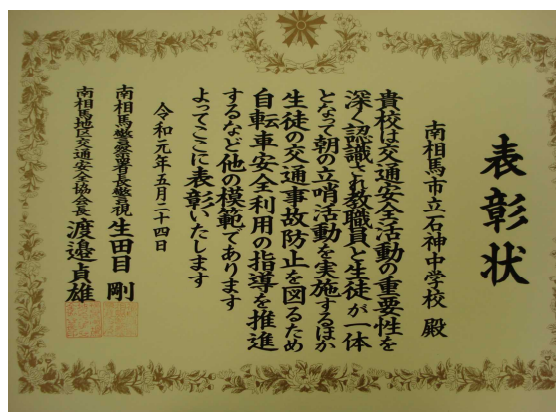 表彰状
南相馬市立石神中学校 殿
貴校は交通安全活動の重要性を
深く認識され教職員と生徒が一体
となって朝の立哨活動を実施するほか
生徒の交通事故防止を図るため
自転車安全利用の指導を推進
するなど他の模範であります
よってここに表彰いたします
令和元年五月二十四日
南相馬警察署長警視 生田目 剛
南相馬地区交通安全協会長 渡邉貞雄